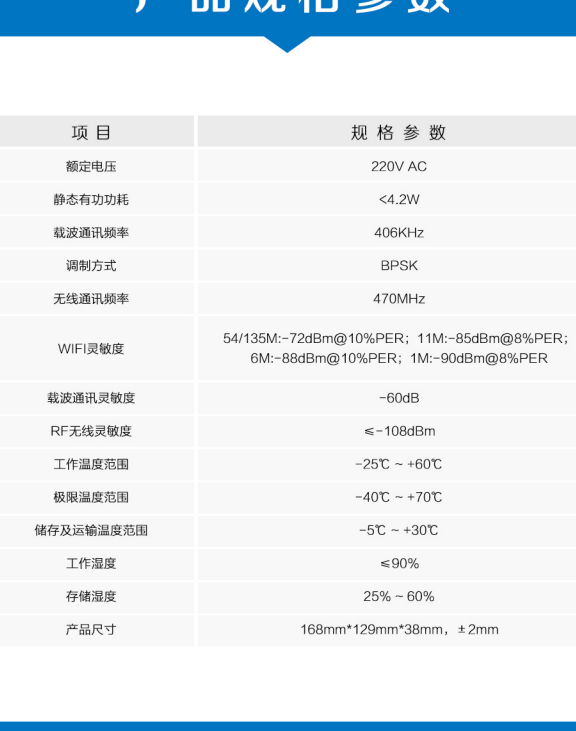 产品规格参数
项目 规格参数
额定电压 220V AC
静态有功功耗 <4.2W
载波通讯频率 406KHz
调制方式 BPSK
无线通讯频率 470MHz
WIFI灵敏度 54/135M:-72dBm@10%PER；11M:-85dBm@8%PER；
6M:-88dBm@10%PER；1M:-90dBm@8%PER
载波通讯灵敏度 -60dB
RF无线灵敏度 ≤-108dBm
工作温度范围 -25℃ ~ +60℃
极限温度范围 -40℃ ~ +70℃
储存及运输温度范围 -5℃ ~ +30℃
工作湿度 ≤90%
存储湿度 25% ~ 60%
产品尺寸 168mm*129mm*38mm，±2mm